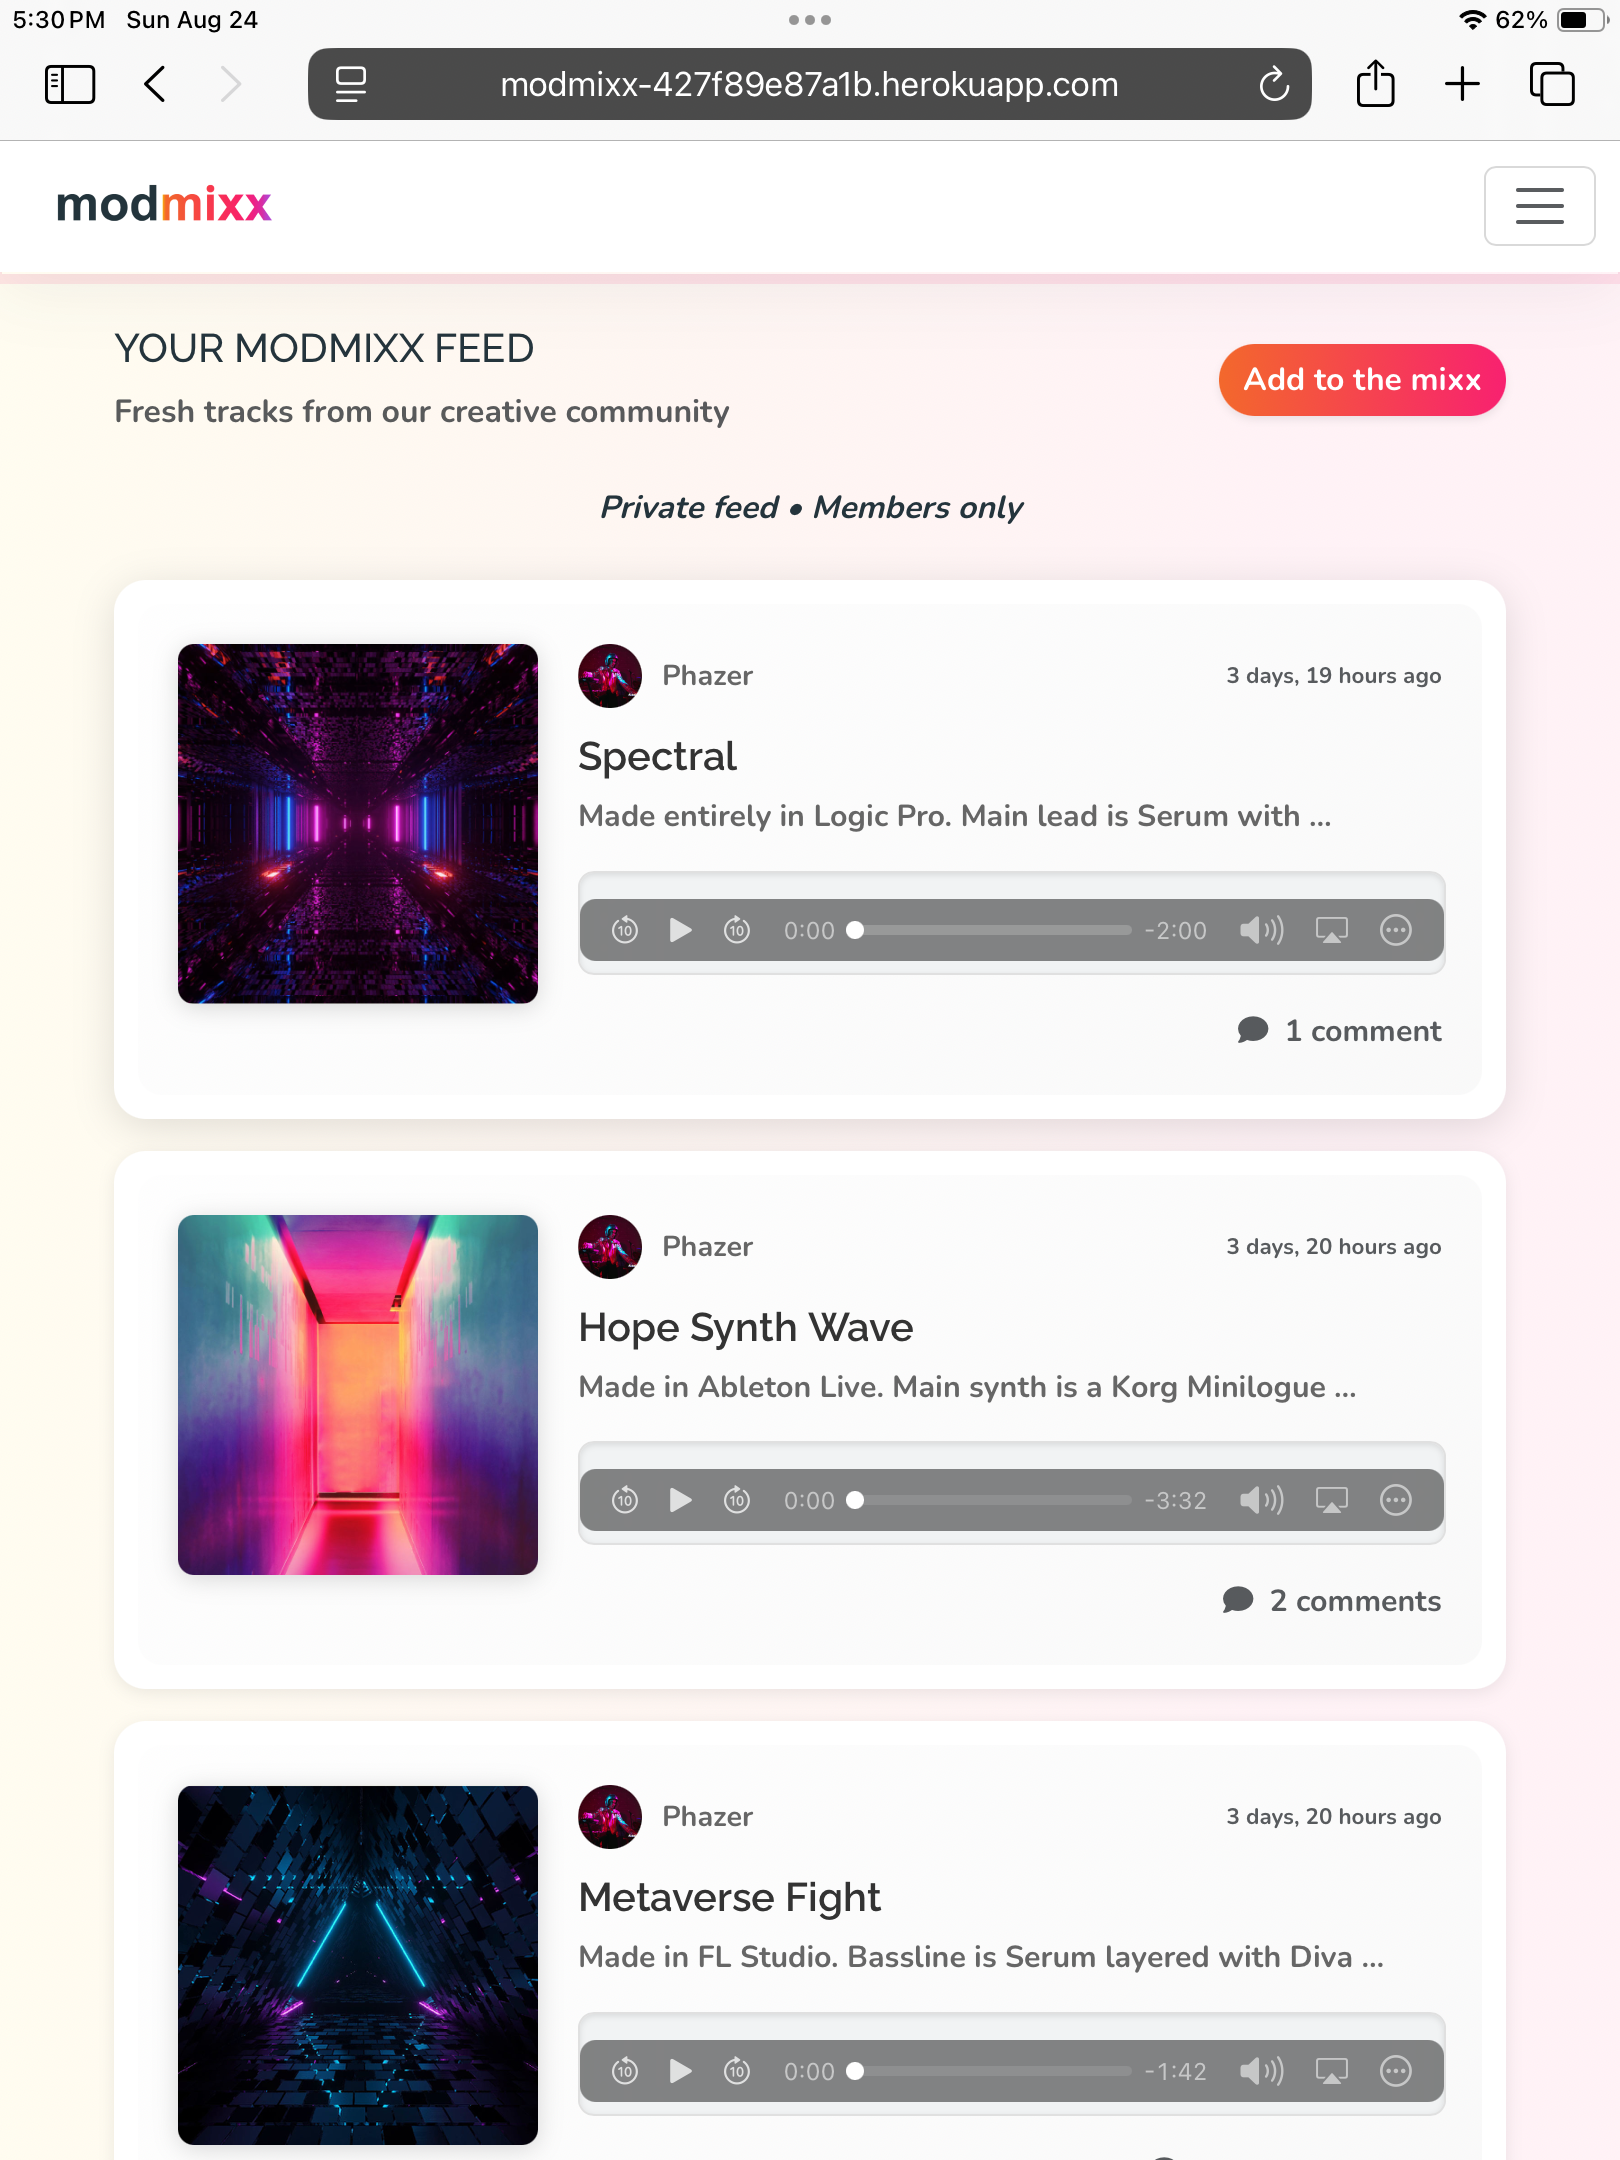 5:30 PM Sun Aug 24
62%
modmixx-427f89e87a1b.herokuapp.com
modmixx
YOUR MODMIXX FEED
Fresh tracks from our creative community
Add to the mixx
Private feed • Members only
Phazer
3 days, 19 hours ago
Spectral
Made entirely in Logic Pro. Main lead is Serum with ...
10 10 0:00 -2:00
1 comment
Phazer
3 days, 20 hours ago
Hope Synth Wave
Made in Ableton Live. Main synth is a Korg Minilogue ...
10 10 0:00 -3:32
2 comments
Phazer
3 days, 20 hours ago
Metaverse Fight
Made in FL Studio. Bassline is Serum layered with Diva ...
10 10 0:00 -1:42